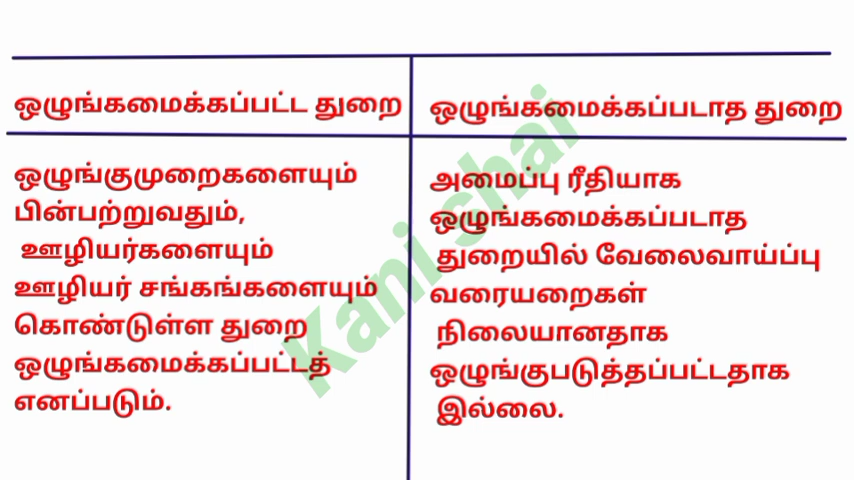 ஒழுங்கமைக்கப்பட்ட துறை
ஒழுங்குமுறைகளையும்
பின்பற்றுவதும்,
ஊழியர்களையும்
ஊழியர் சங்கங்களையும்
கொண்டுள்ள துறை
ஒழுங்கமைக்கப்பட்டத்
எனப்படும்.
ஒழுங்கமைக்கப்படாத துறை
அமைப்பு ரீதியாக
ஒழுங்கமைக்கப்படாத
துறையில் வேலைவாய்ப்பு
வரையறைகள்
நிலையானதாக
ஒழுங்குபடுத்தப்பட்டதாக
இல்லை.
Kani shai